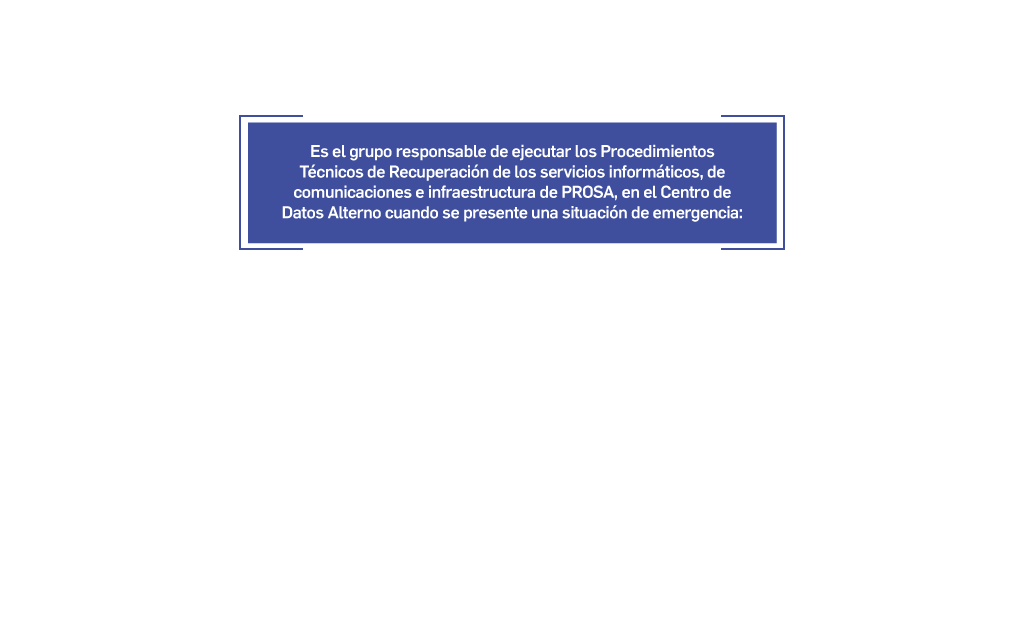 Es el grupo responsable de ejecutar los Procedimientos
Técnicos de Recuperación de los servicios informáticos, de
comunicaciones e infraestructura de PROSA, en el Centro de
Datos Alterno cuando se presente una situación de emergencia: